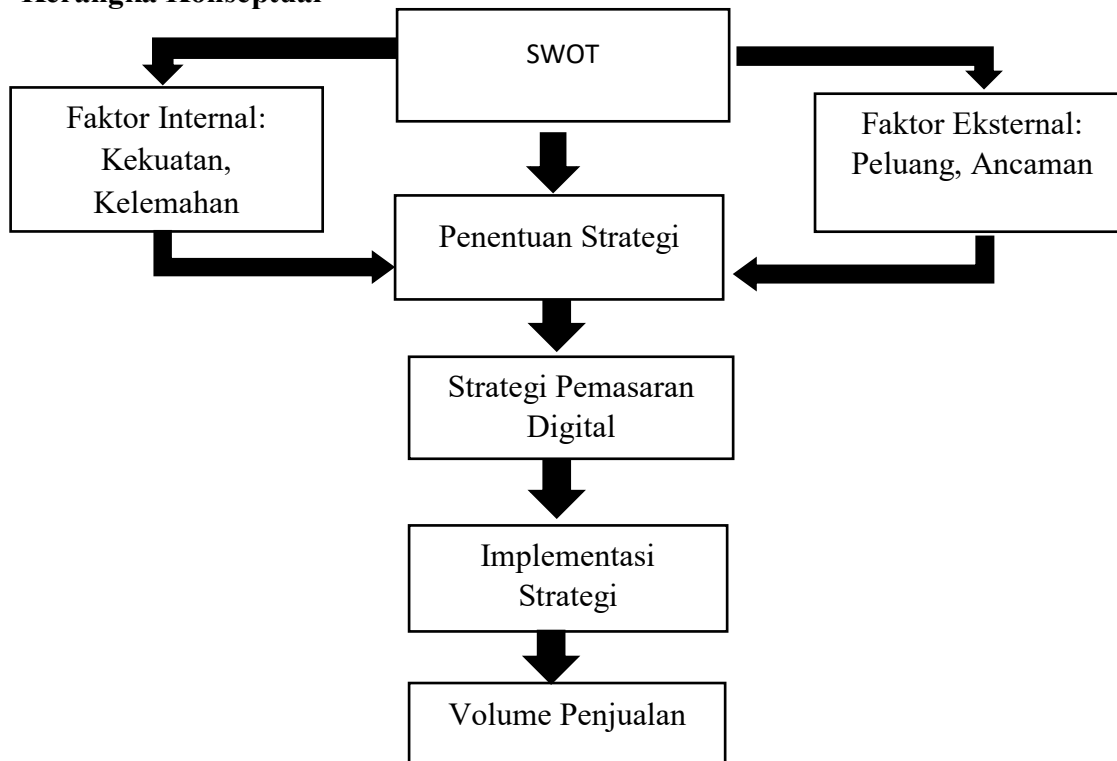 Kerangka Konseptual
SWOT
Faktor Internal:
Kekuatan,
Kelemahan
Faktor Eksternal:
Peluang, Ancaman
Penentuan Strategi
Strategi Pemasaran
Digital
Implementasi
Strategi
Volume Penjualan